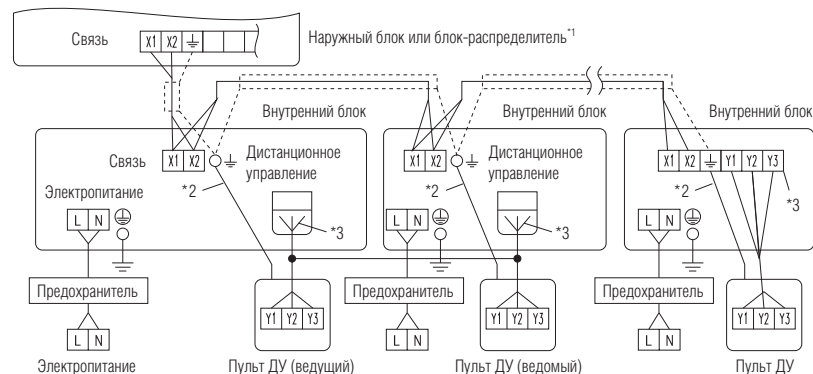 Связь X1 X2 Наружный блок или блок-распределитель*1
Внутренний блок Внутренний блок Внутренний блок
Связь X1 X2 Дистанционное управление
*2
*3
Электропитание
L N
X1 X2 Дистанционное управление
*2
*3
L N
X1 X2 Y1 Y2 Y3
*2
*3
L N
Предохранитель Предохранитель Предохранитель
Y1 Y2 Y3 Y1 Y2 Y3 Y1 Y2 Y3
L N L N L N
Электропитание Пульт ДУ (ведущий) Пульт ДУ (ведомый) Пульт ДУ